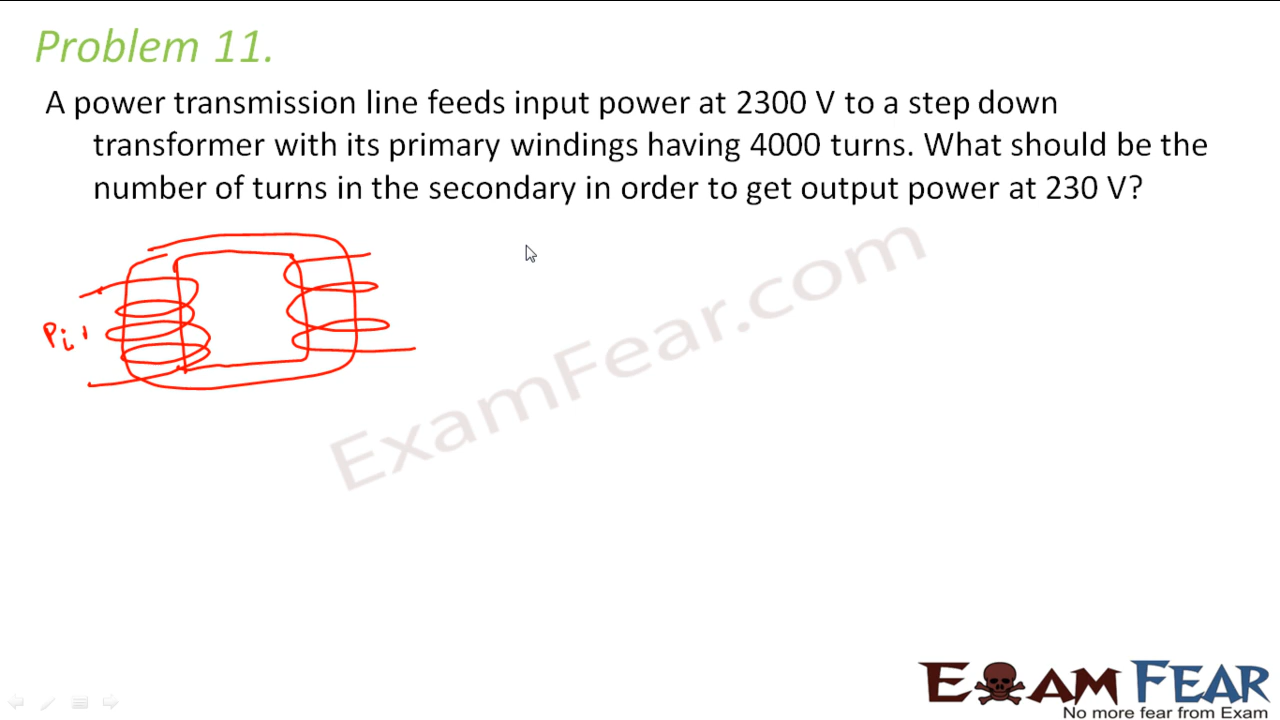 Problem 11.
A power transmission line feeds input power at 2300 V to a step down
transformer with its primary windings having 4000 turns. What should be the
number of turns in the secondary in order to get output power at 230 V?
Pi
ExamFear.com
EXAM FEAR
No more fear from Exam